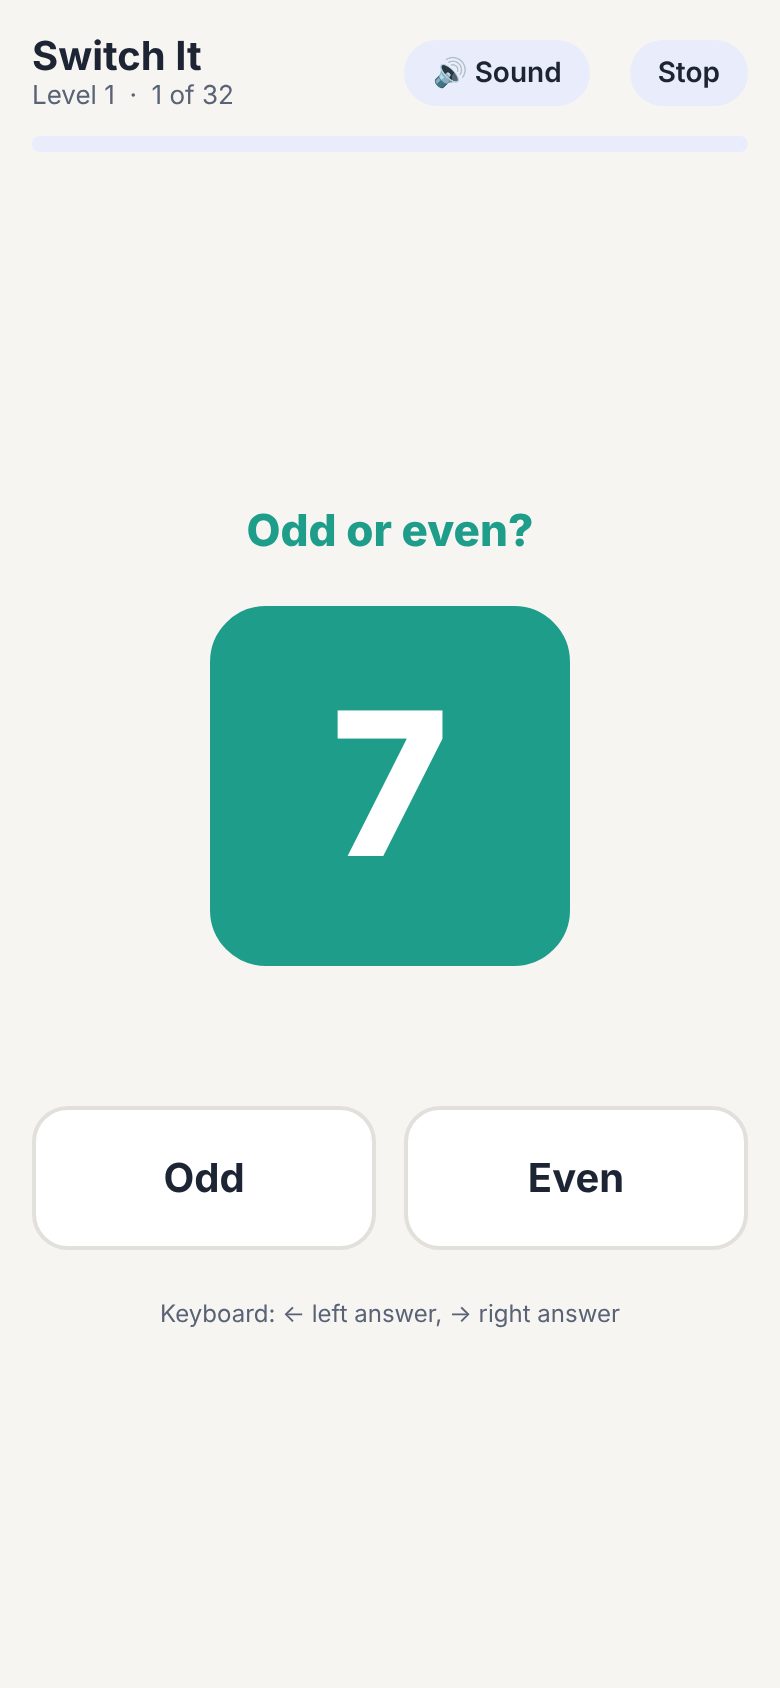 Switch It
Level 1 · 1 of 32
🔊 Sound
Stop
Odd or even?
7
Odd
Even
Keyboard: ← left answer, → right answer